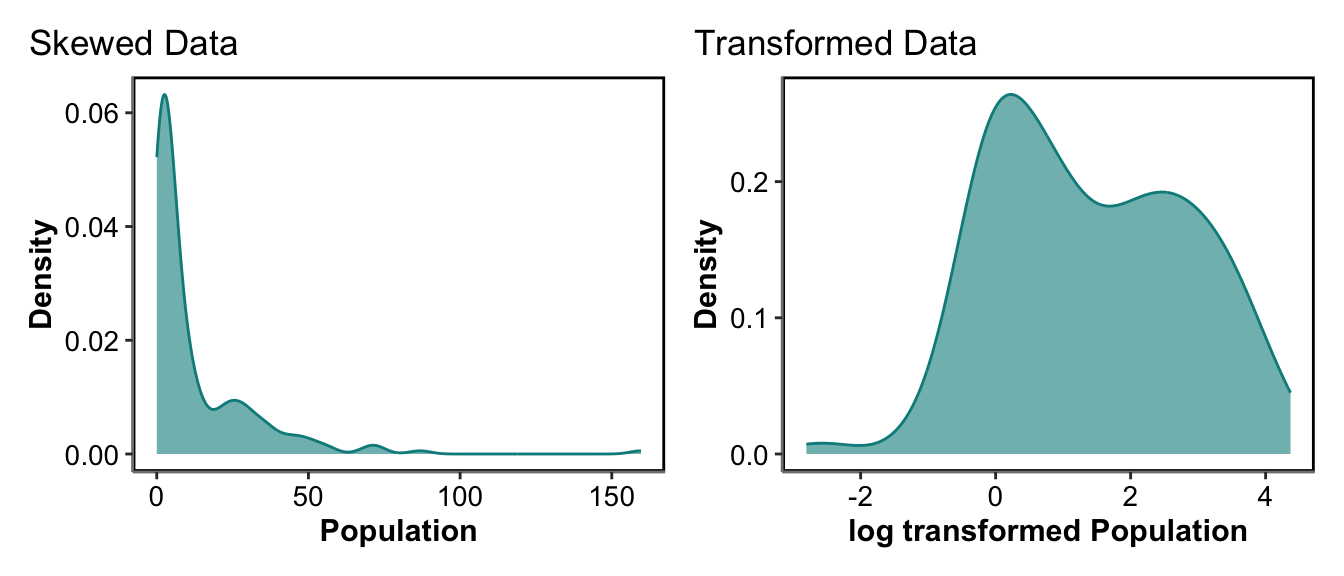 Skewed Data
Density
0.06
0.04
0.02
0.00
0 50 100 150
Population
Transformed Data
Density
0.2
0.1
0.0
-2 0 2 4
log transformed Population